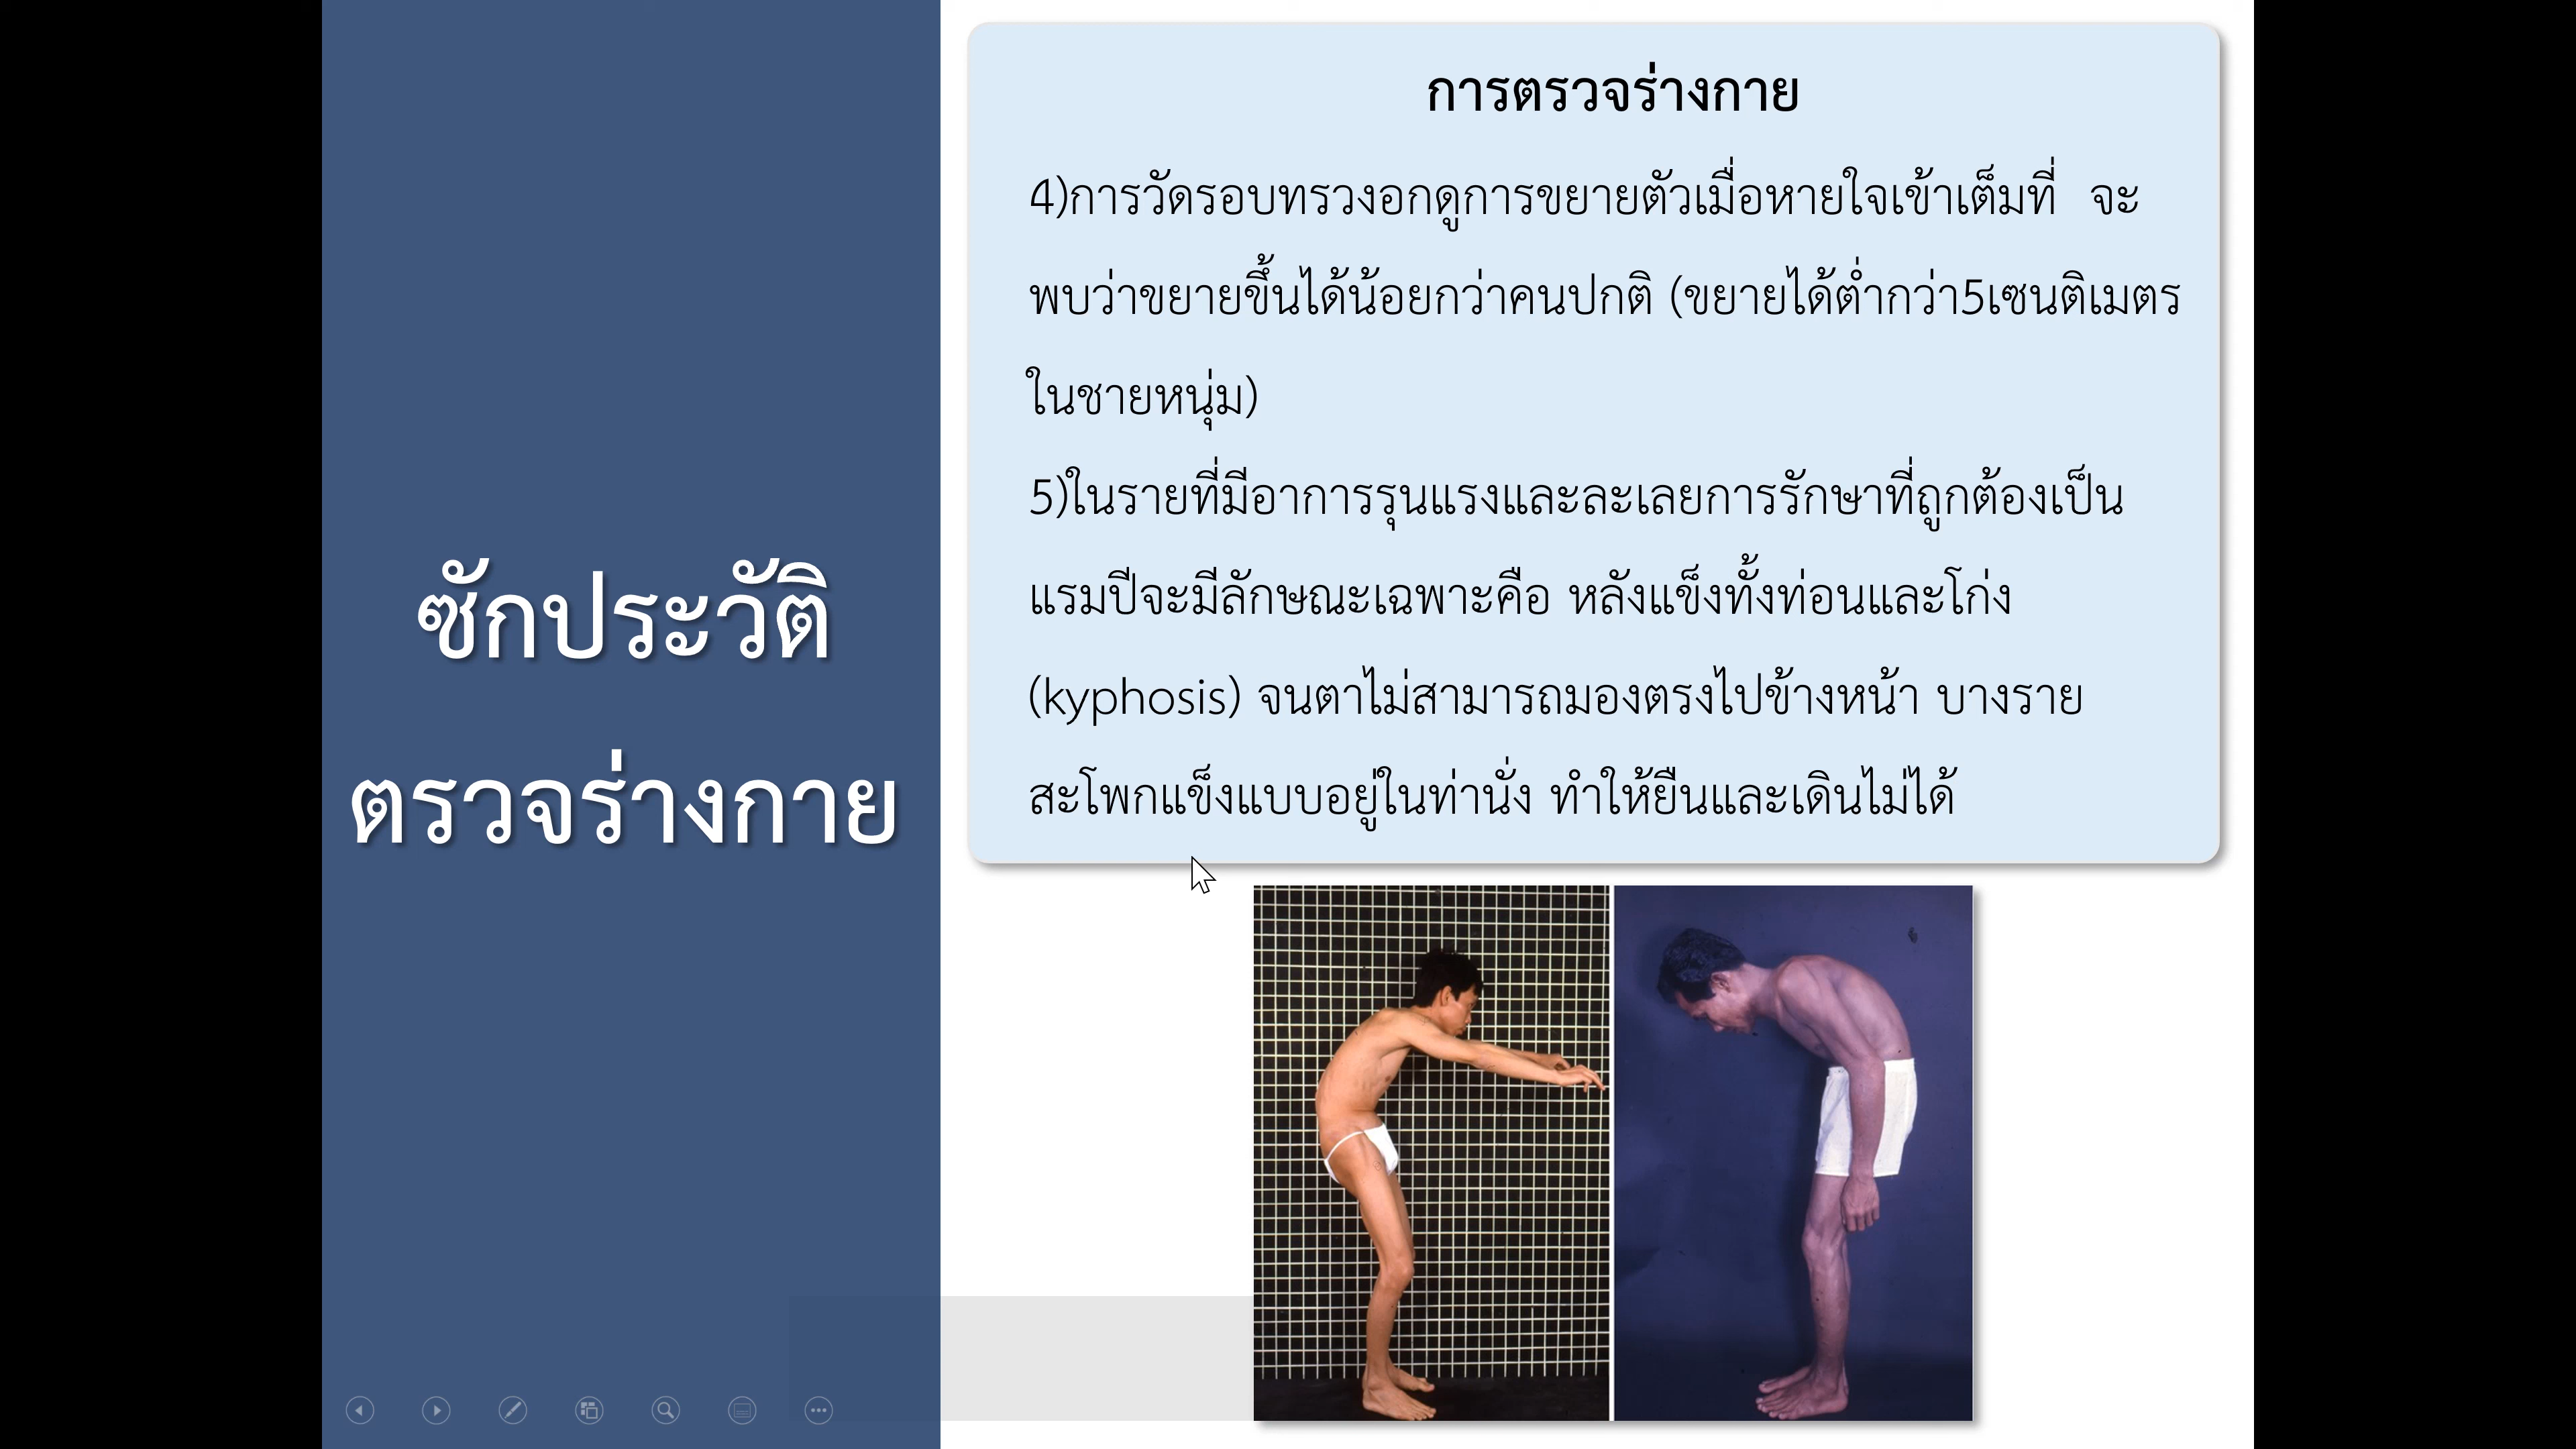 ซักประวัติ
ตรวจร่างกาย
การตรวจร่างกาย
4)การวัดรอบทรวงอกดูการขยายตัวเมื่อหายใจเข้าเต็มที่ จะ
พบว่าขยายขึ้นได้น้อยกว่าคนปกติ (ขยายได้ต่ำกว่า5เซนติเมตร
ในชายหนุ่ม)
5)ในรายที่มีอาการรุนแรงและละเลยการรักษาที่ถูกต้องเป็น
แรมปีจะมีลักษณะเฉพาะคือ หลังแข็งทั้งท่อนและโก่ง
(kyphosis) จนตาไม่สามารถมองตรงไปข้างหน้า บางราย
สะโพกแข็งแบบอยู่ในท่านั่ง ทำให้ยืนและเดินไม่ได้